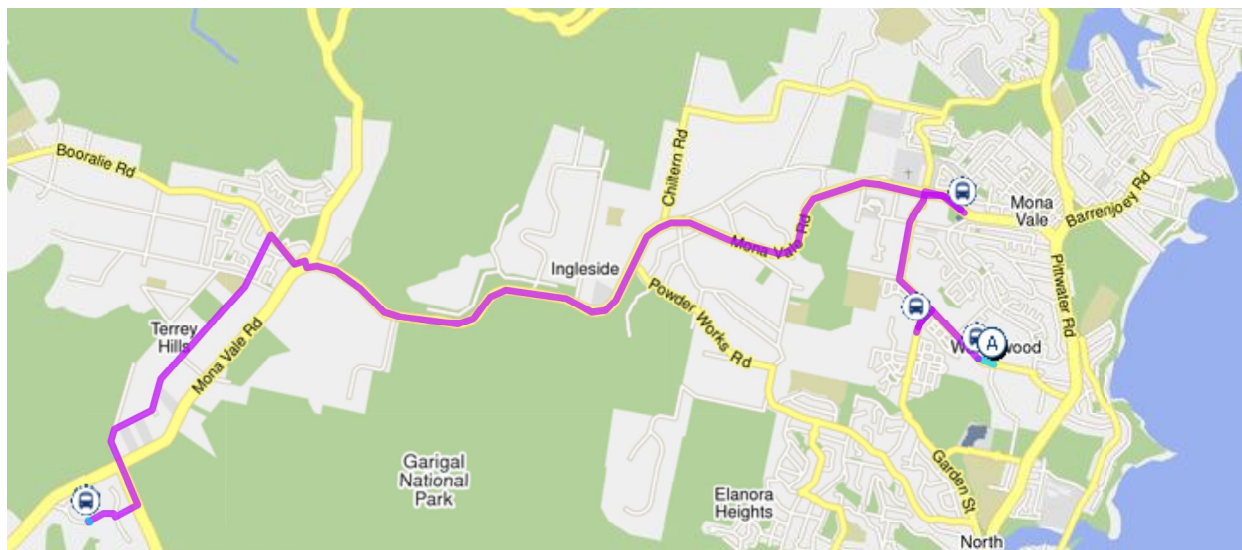 Booralie Rd
Chiltern Rd
Mona
Vale
Barrenjoey Rd
Mona Vale Rd
Pittwater Rd
Ingleside
Powder Works Rd
Terrey
Hills
Mona Vale Rd
A
Garigal
National
Park
Garden St
Elanora
Heights
North